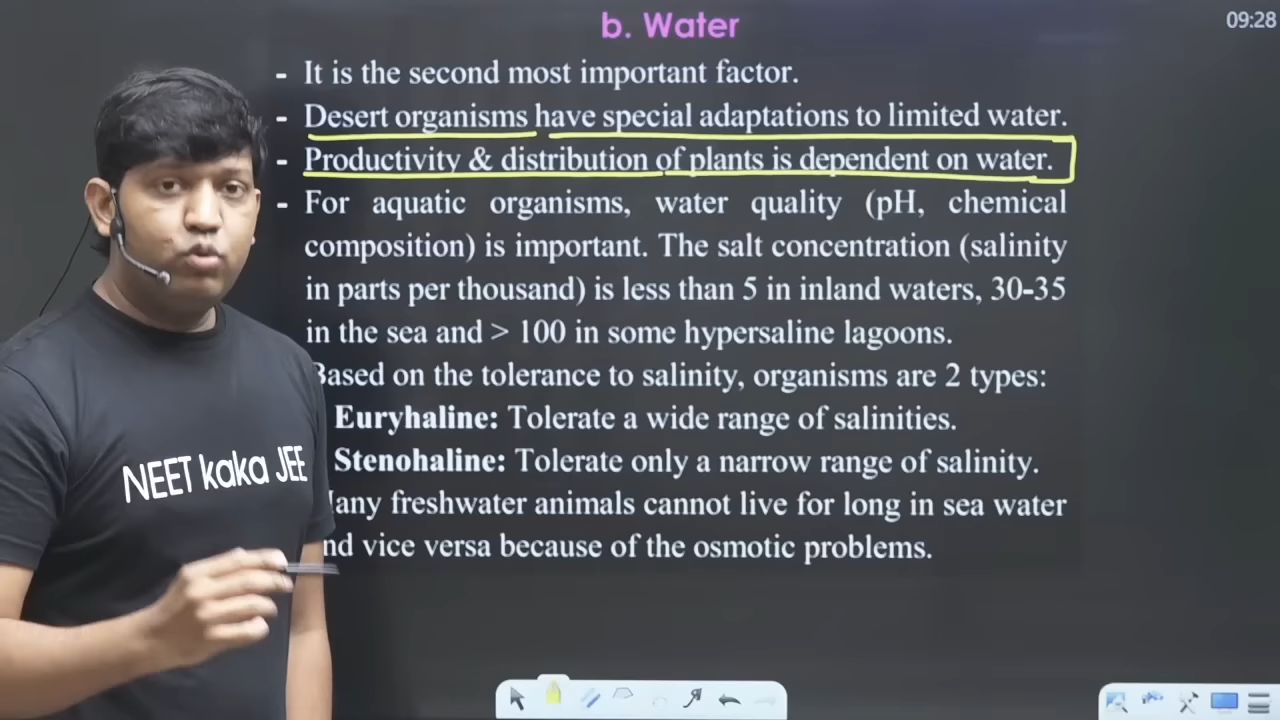 b. Water
09:28
- It is the second most important factor.
- Desert organisms have special adaptations to limited water.
- Productivity & distribution of plants is dependent on water.
- For aquatic organisms, water quality (pH, chemical
composition) is important. The salt concentration (salinity
in parts per thousand) is less than 5 in inland waters, 30-35
in the sea and > 100 in some hypersaline lagoons.
Based on the tolerance to salinity, organisms are 2 types:
Euryhaline: Tolerate a wide range of salinities.
Stenohaline: Tolerate only a narrow range of salinity.
Many freshwater animals cannot live for long in sea water
and vice versa because of the osmotic problems.
NEET kaka JEE